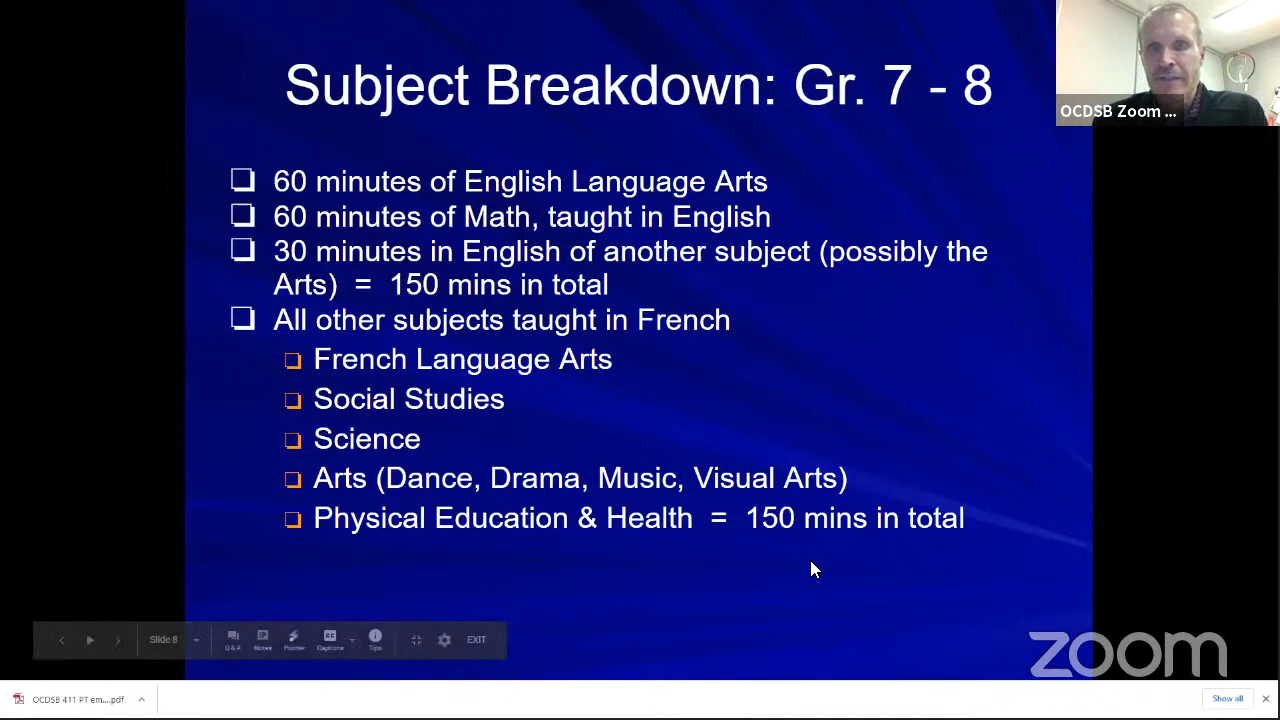 Subject Breakdown: Gr. 7 - 8
OCDSB Zoom ...
❏ 60 minutes of English Language Arts
❏ 60 minutes of Math, taught in English
❏ 30 minutes in English of another subject (possibly the
Arts) = 150 mins in total
❏ All other subjects taught in French
❏ French Language Arts
❏ Social Studies
❏ Science
❏ Arts (Dance, Drama, Music, Visual Arts)
❏ Physical Education & Health = 150 mins in total
Slide 8
Q & A Notes Pointer Captions Tips
EXIT
zoom
OCDSB 411 PT em....pdf
Show all